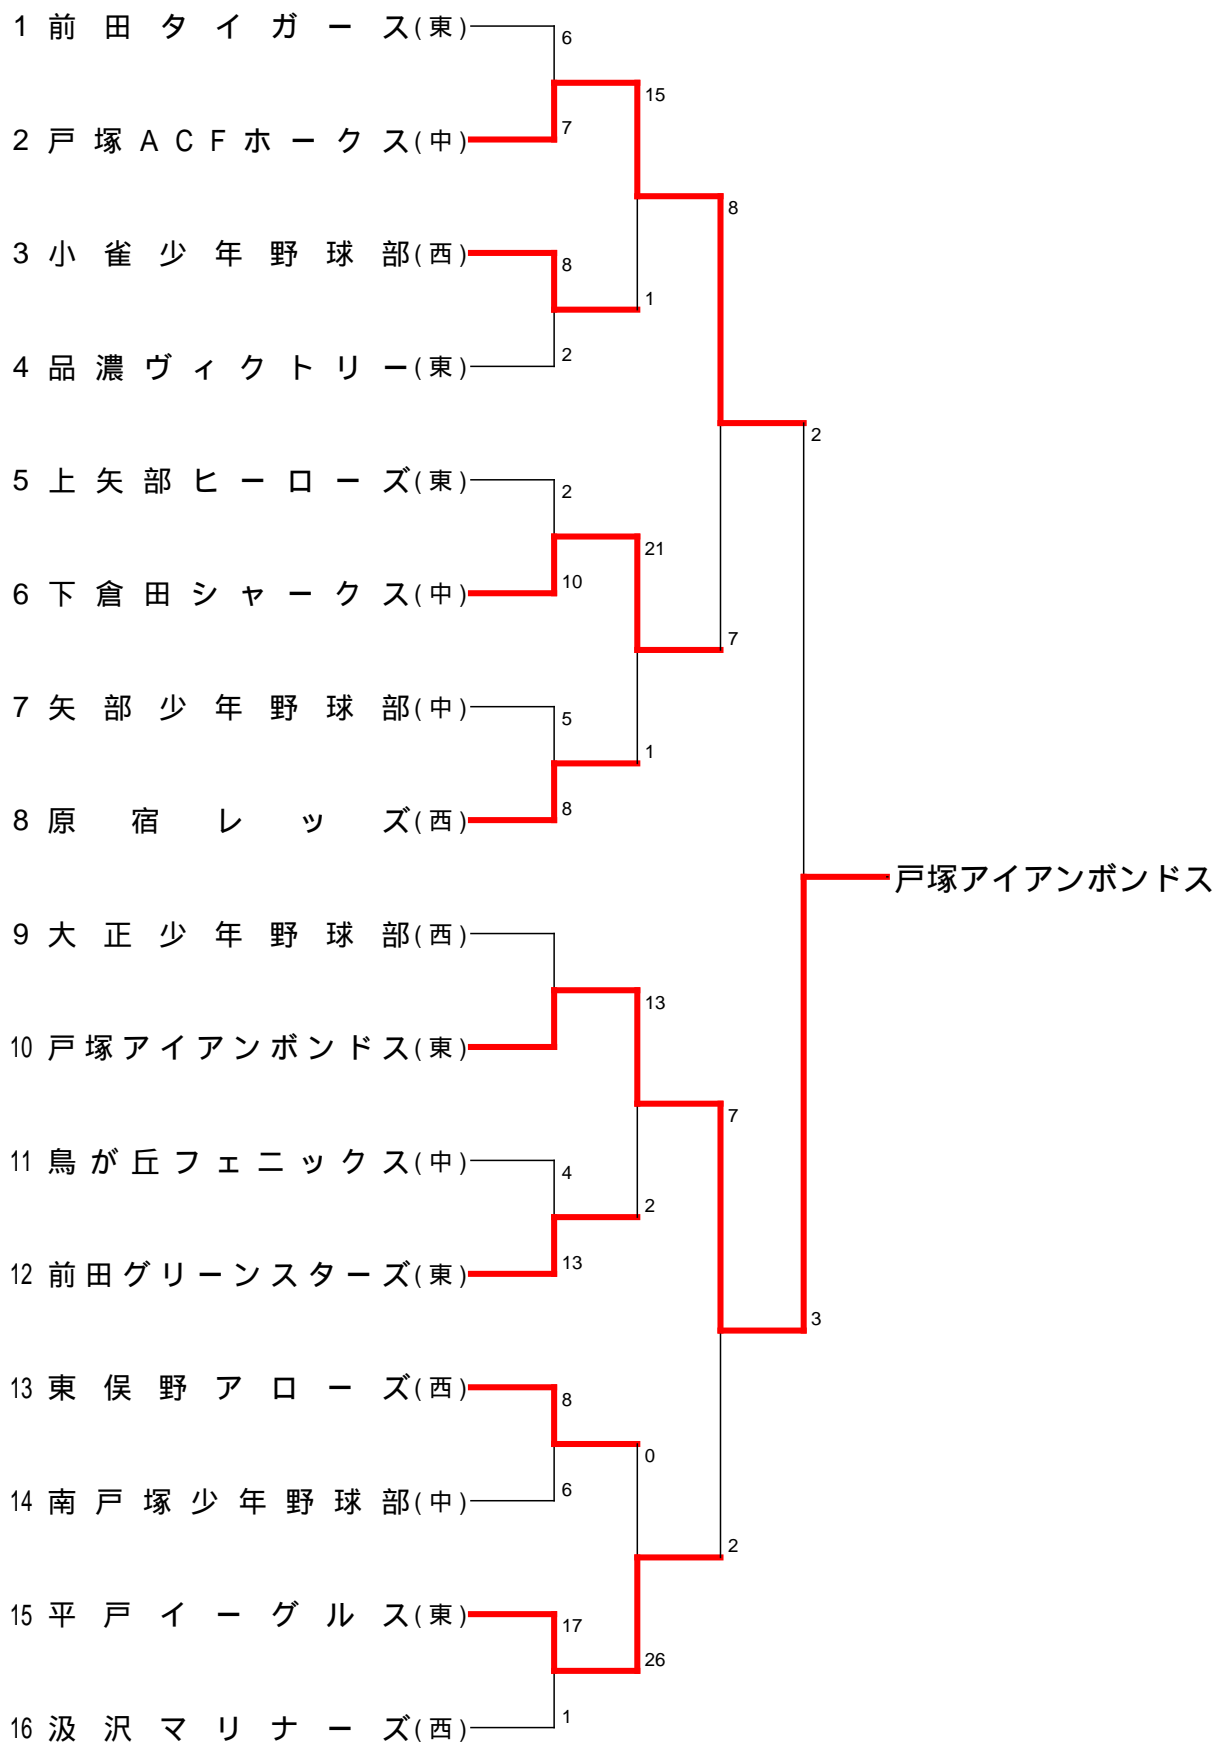 1 前田タイガース(東)
6
15
7
2 戸塚ACFホークス(中)
8
3 小雀少年野球部(西)
8
1
2
4 品濃ヴィクトリー(東)
2
5 上矢部ヒーローズ(東)
2
21
10
6 下倉田シャークス(中)
7
7 矢部少年野球部(中)
5
1
8
8 原宿レッズ(西)
戸塚アイアンボンドス
9 大正少年野球部(西)
13
10 戸塚アイアンボンドス(東)
7
11 鳥が丘フェニックス(中)
4
2
13
12 前田グリーンスターズ(東)
3
13 東俣野アローズ(西)
8
0
6
14 南戸塚少年野球部(中)
2
15 平戸イーグルス(東)
17
26
1
16 汲沢マリナーズ(西)